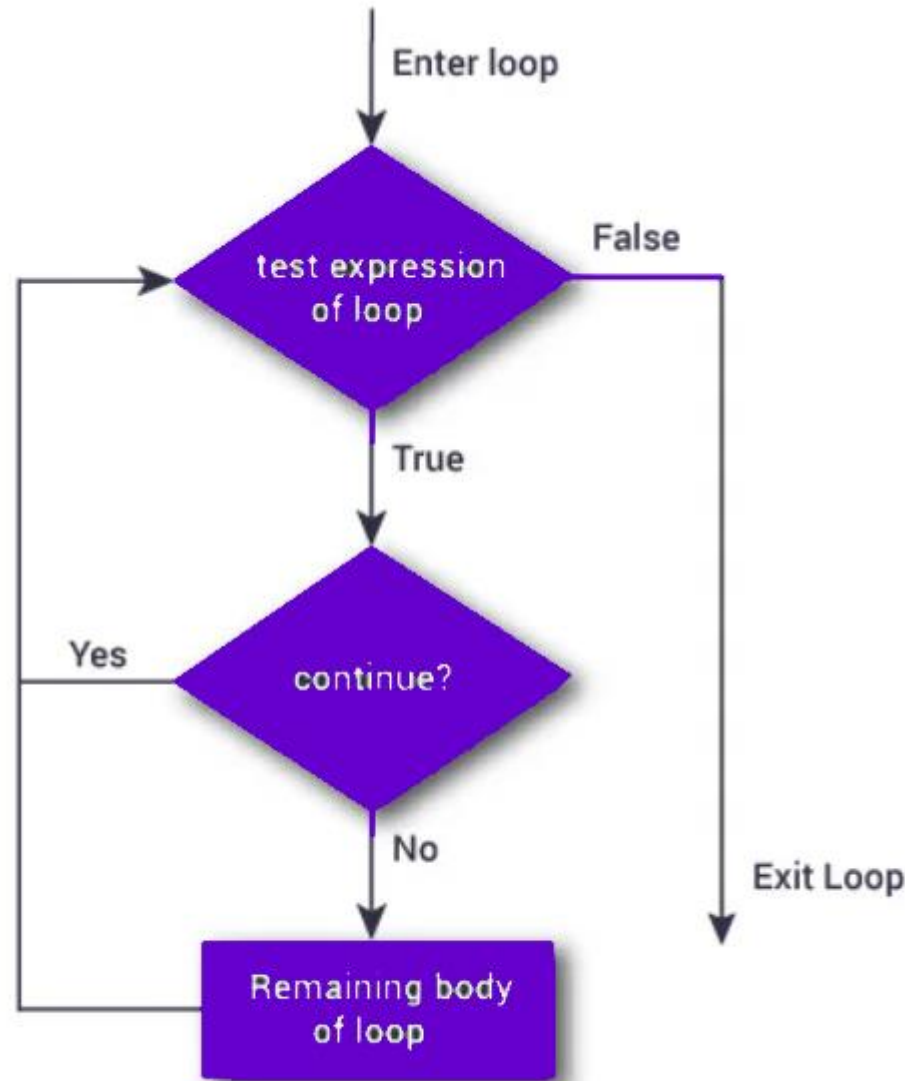 Enter loop
False
test expression
of loop
True
Yes
continue?
No
Exit Loop
Remaining body
of loop